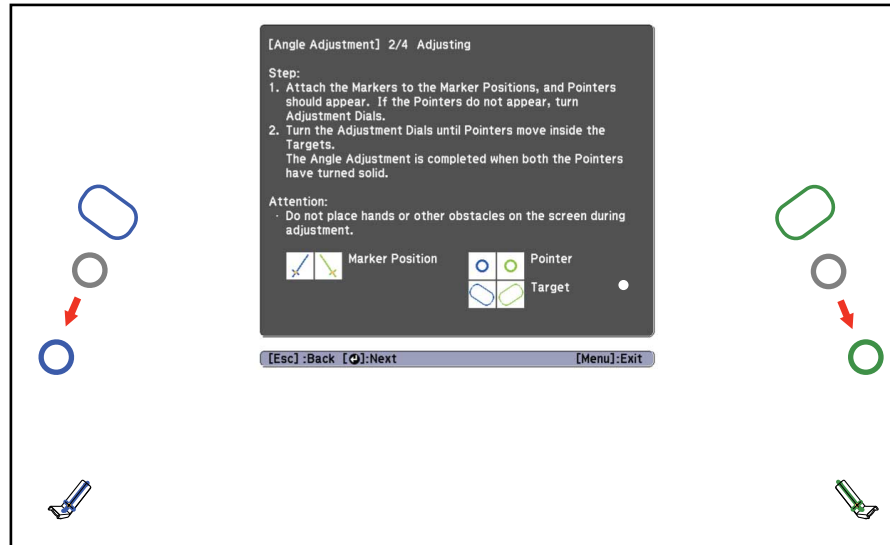 [Angle Adjustment] 2/4 Adjusting
Step:
1. Attach the Markers to the Marker Positions, and Pointers
should appear. If the Pointers do not appear, turn
Adjustment Dials.
2. Turn the Adjustment Dials until Pointers move inside the
Targets.
The Angle Adjustment is completed when both the Pointers
have turned solid.
Attention:
· Do not place hands or other obstacles on the screen during
adjustment.
Marker Position Pointer
Target
[Esc] :Back [↵]:Next [Menu]:Exit